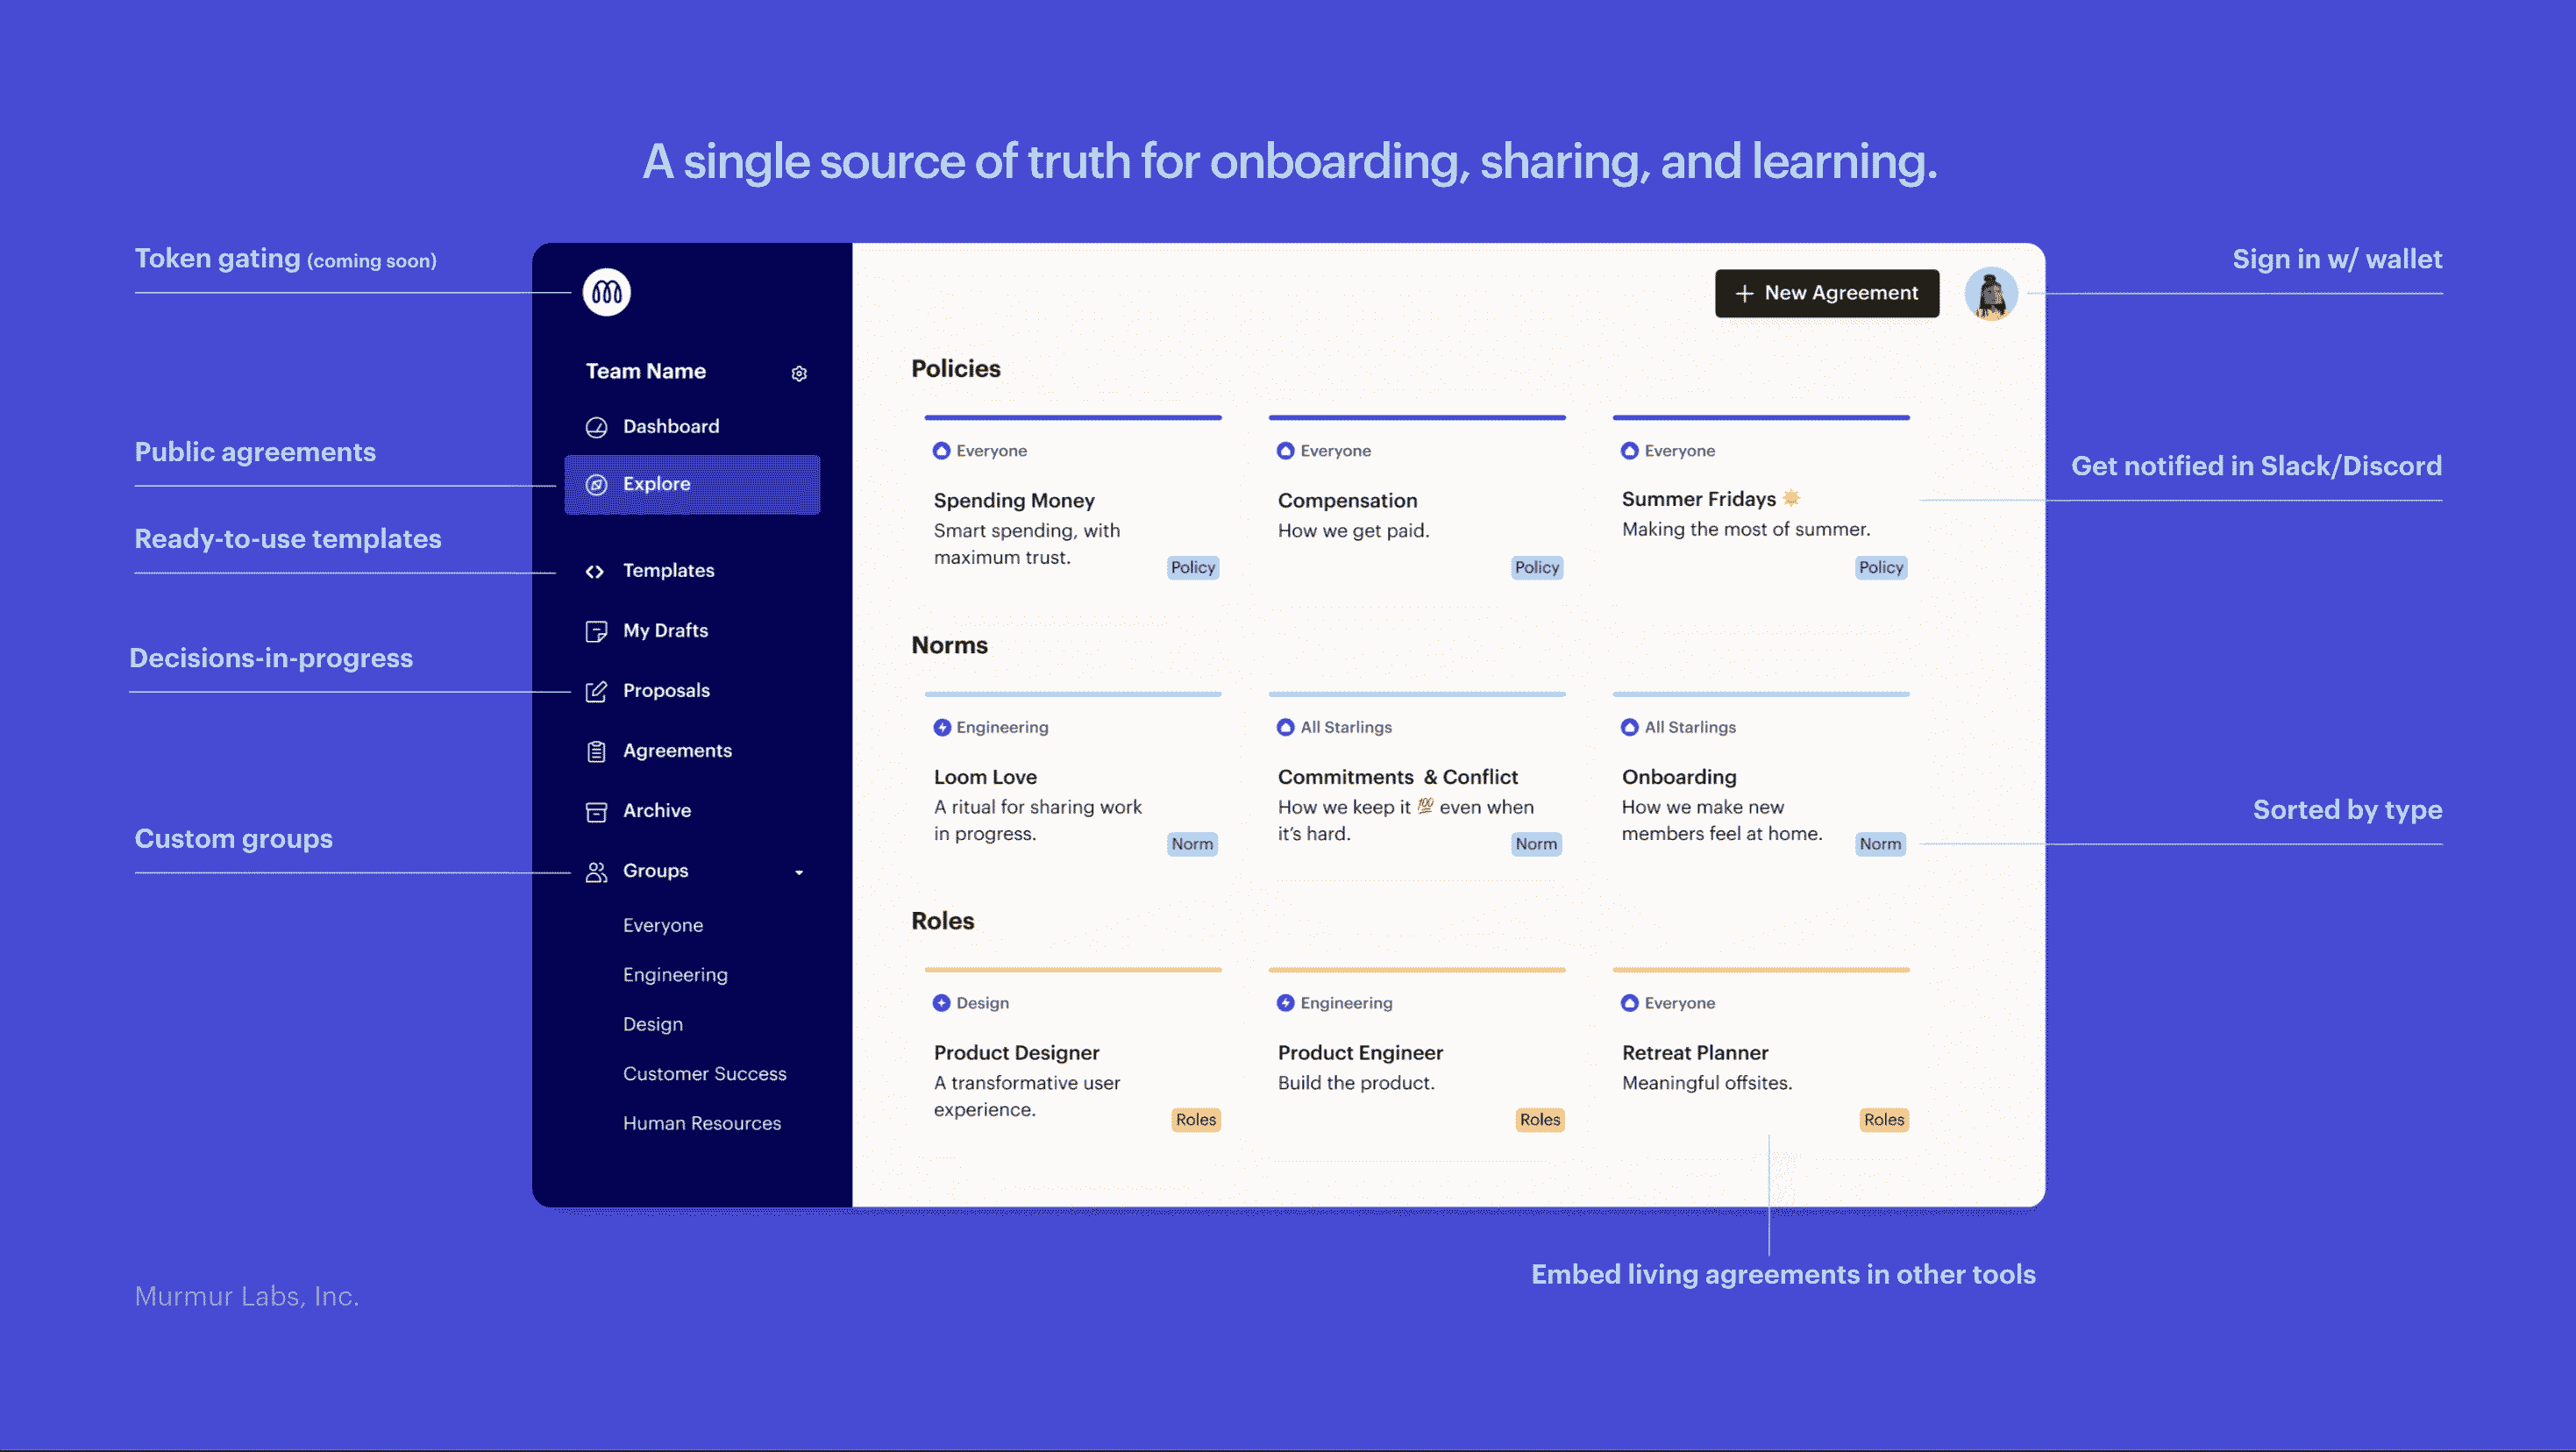 A single source of truth for onboarding, sharing, and learning.
Token gating (coming soon)
Public agreements
Ready-to-use templates
Decisions-in-progress
Custom groups
Team Name
Dashboard
Explore
Templates
My Drafts
Proposals
Agreements
Archive
Groups
Everyone
Engineering
Design
Customer Success
Human Resources
+ New Agreement
Policies
Everyone
Spending Money
Smart spending, with
maximum trust.
Policy
Everyone
Compensation
How we get paid.
Policy
Everyone
Summer Fridays ☀️
Making the most of summer.
Policy
Norms
Engineering
Loom Love
A ritual for sharing work
in progress.
Norm
All Starlings
Commitments & Conflict
How we keep it 💯 even when
it's hard.
Norm
All Starlings
Onboarding
How we make new
members feel at home.
Norm
Roles
Design
Product Designer
A transformative user
experience.
Roles
Engineering
Product Engineer
Build the product.
Roles
Everyone
Retreat Planner
Meaningful offsites.
Roles
Sign in w/ wallet
Get notified in Slack/Discord
Sorted by type
Embed living agreements in other tools
Murmur Labs, Inc.